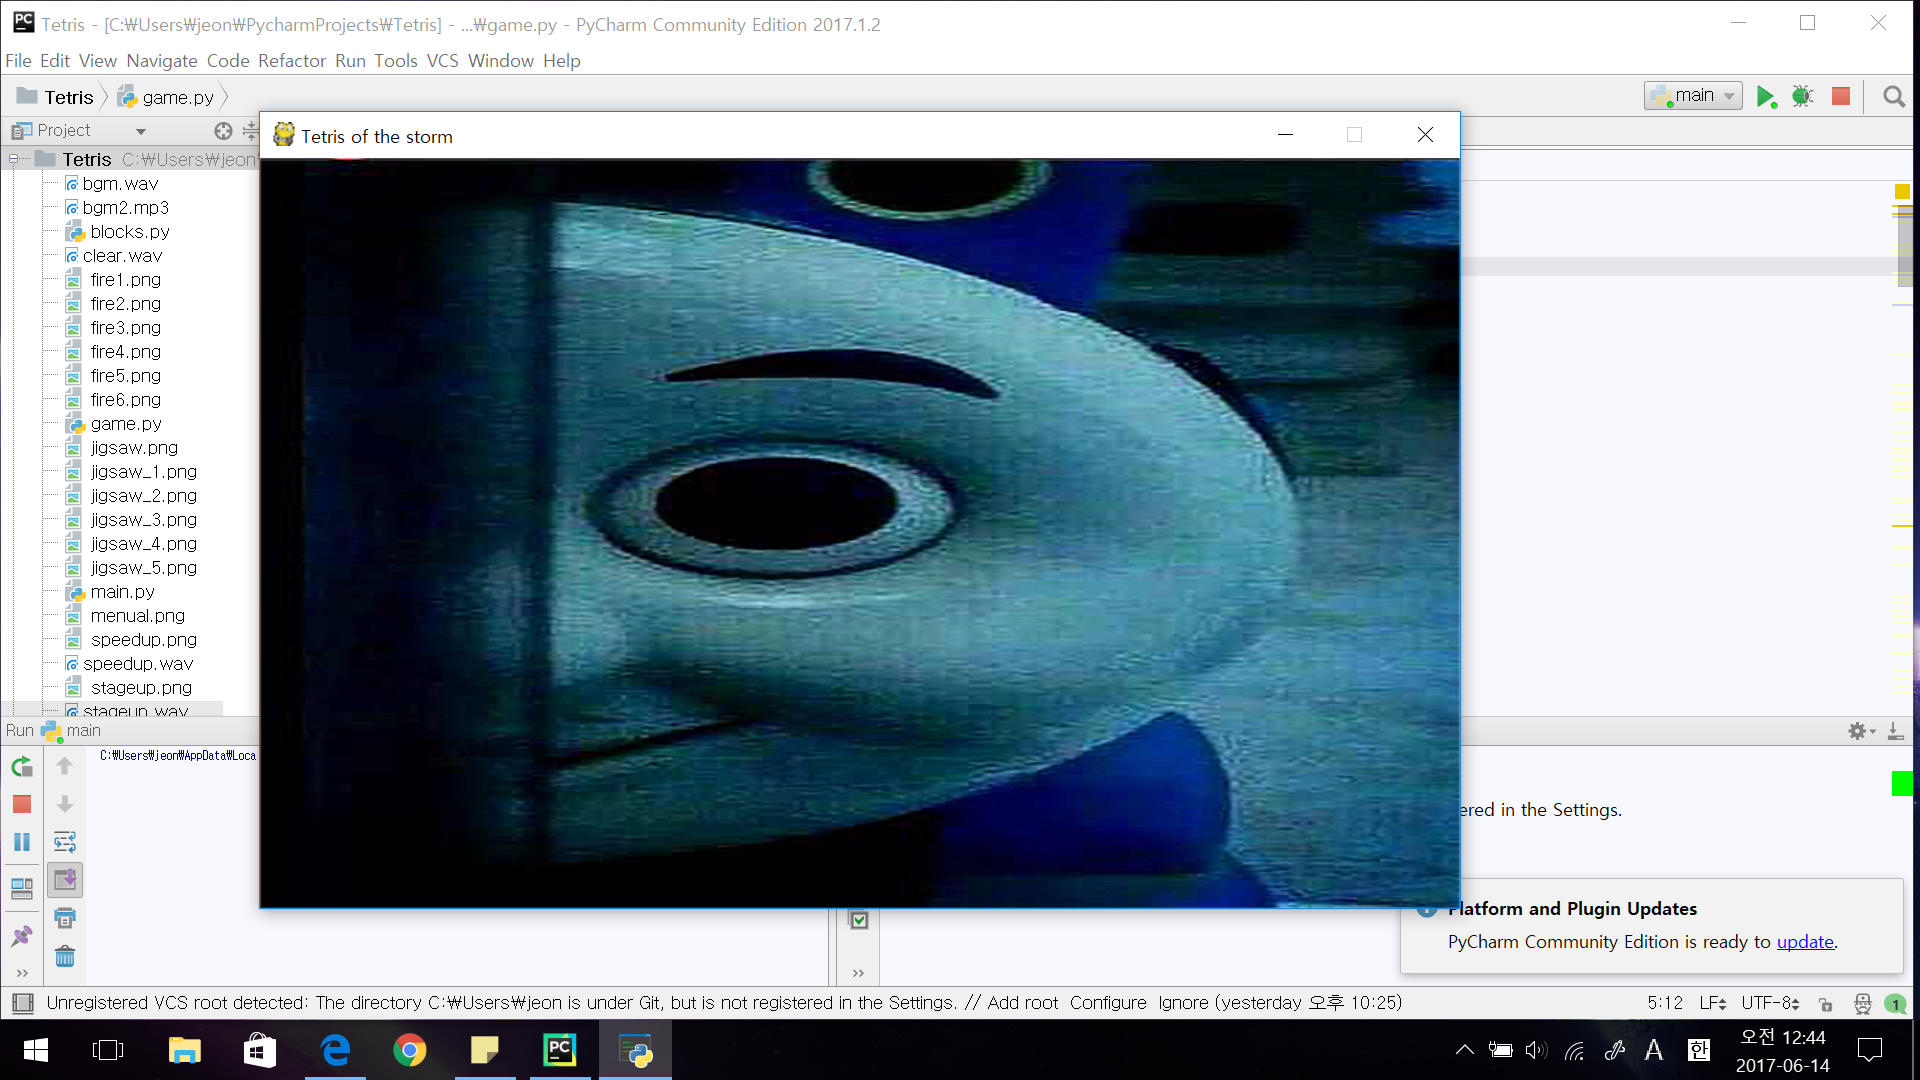 Tetris - [C:₩Users₩jeon₩PycharmProjects₩Tetris] - ...₩game.py - PyCharm Community Edition 2017.1.2
File Edit View Navigate Code Refactor Run Tools VCS Window Help
Tetris game.py main
Project
Tetris of the storm
Tetris C:₩Users₩jeon
bgm.wav
bgm2.mp3
blocks.py
clear.wav
fire1.png
fire2.png
fire3.png
fire4.png
fire5.png
fire6.png
game.py
jigsaw.png
jigsaw_1.png
jigsaw_2.png
jigsaw_3.png
jigsaw_4.png
jigsaw_5.png
main.py
menual.png
speedup.png
speedup.wav
stageup.png
stageup.wav
Run main
C:₩Users₩jeon₩AppData₩Loca
ered in the Settings.
Platform and Plugin Updates
PyCharm Community Edition is ready to update.
Unregistered VCS root detected: The directory C:₩Users₩jeon is under Git, but is not registered in the Settings. // Add root Configure Ignore (yesterday 오후 10:25) 5:12 LF UTF-8 1
PC A 한 오전 12:44
2017-06-14